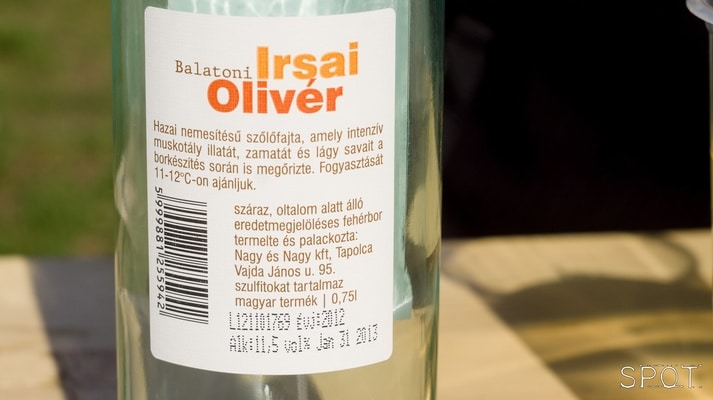 Balatoni Irsai
Olivér
Hazai nemesítésű szőlőfajta, amely intenzív
muskotály illatát, zamatát és lágy savait a
borkészítés során is megőrizte. Fogyasztását
11-12°C-on ajánljuk.
száraz, oltalom alatt álló
eredetmegjelöléses fehérbor
termelte és palackozta:
Nagy és Nagy kft, Tapolca
Vajda János u. 95.
szulfitokat tartalmaz
magyar termék | 0,75l
L121101769 Évj:2012
Alk:11,5 vol% Jan 31 2013
5999881255942
SPOT.